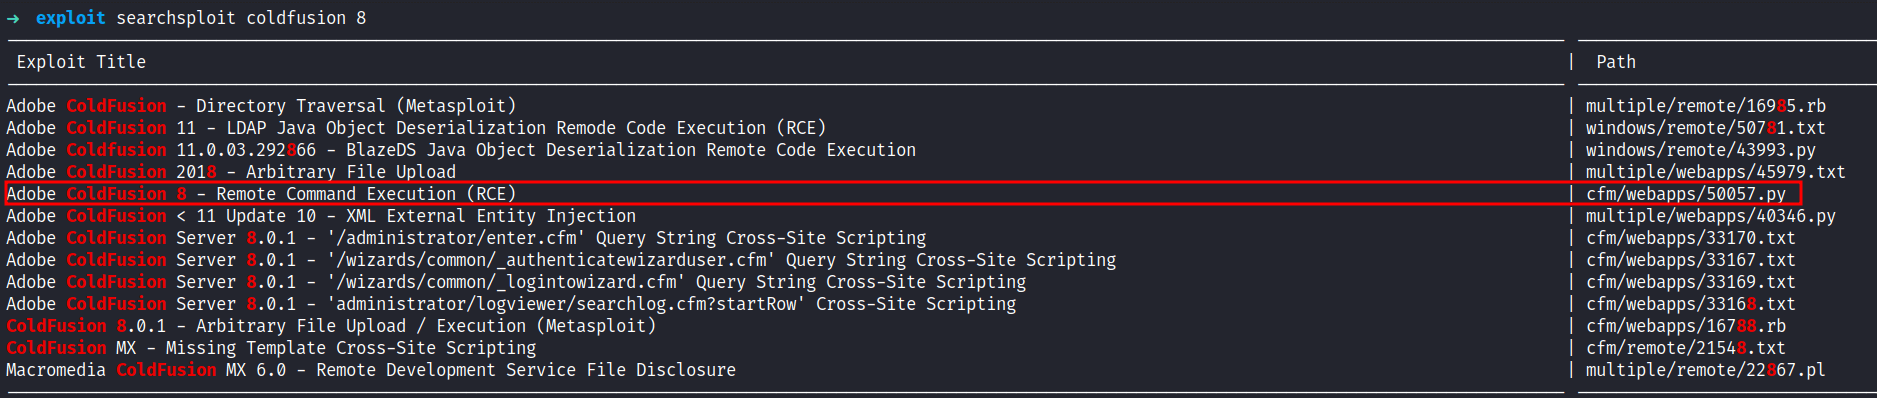 → exploit searchsploit coldfusion 8
Exploit Title | Path
Adobe ColdFusion - Directory Traversal (Metasploit) | multiple/remote/16985.rb
Adobe ColdFusion 11 - LDAP Java Object Deserialization Remode Code Execution (RCE) | windows/remote/50781.txt
Adobe Coldfusion 11.0.03.292866 - BlazeDS Java Object Deserialization Remote Code Execution | windows/remote/43993.py
Adobe ColdFusion 2018 - Arbitrary File Upload | multiple/webapps/45979.txt
Adobe ColdFusion 8 - Remote Command Execution (RCE) | cfm/webapps/50057.py
Adobe ColdFusion < 11 Update 10 - XML External Entity Injection | multiple/webapps/40346.py
Adobe ColdFusion Server 8.0.1 - '/administrator/enter.cfm' Query String Cross-Site Scripting | cfm/webapps/33170.txt
Adobe ColdFusion Server 8.0.1 - '/wizards/common/_authenticatewizarduser.cfm' Query String Cross-Site Scripting | cfm/webapps/33167.txt
Adobe ColdFusion Server 8.0.1 - '/wizards/common/_logintowizard.cfm' Query String Cross-Site Scripting | cfm/webapps/33169.txt
Adobe ColdFusion Server 8.0.1 - 'administrator/logviewer/searchlog.cfm?startRow' Cross-Site Scripting | cfm/webapps/33168.txt
ColdFusion 8.0.1 - Arbitrary File Upload / Execution (Metasploit) | cfm/webapps/16788.rb
ColdFusion MX - Missing Template Cross-Site Scripting | cfm/remote/21548.txt
Macromedia ColdFusion MX 6.0 - Remote Development Service File Disclosure | multiple/remote/22867.pl